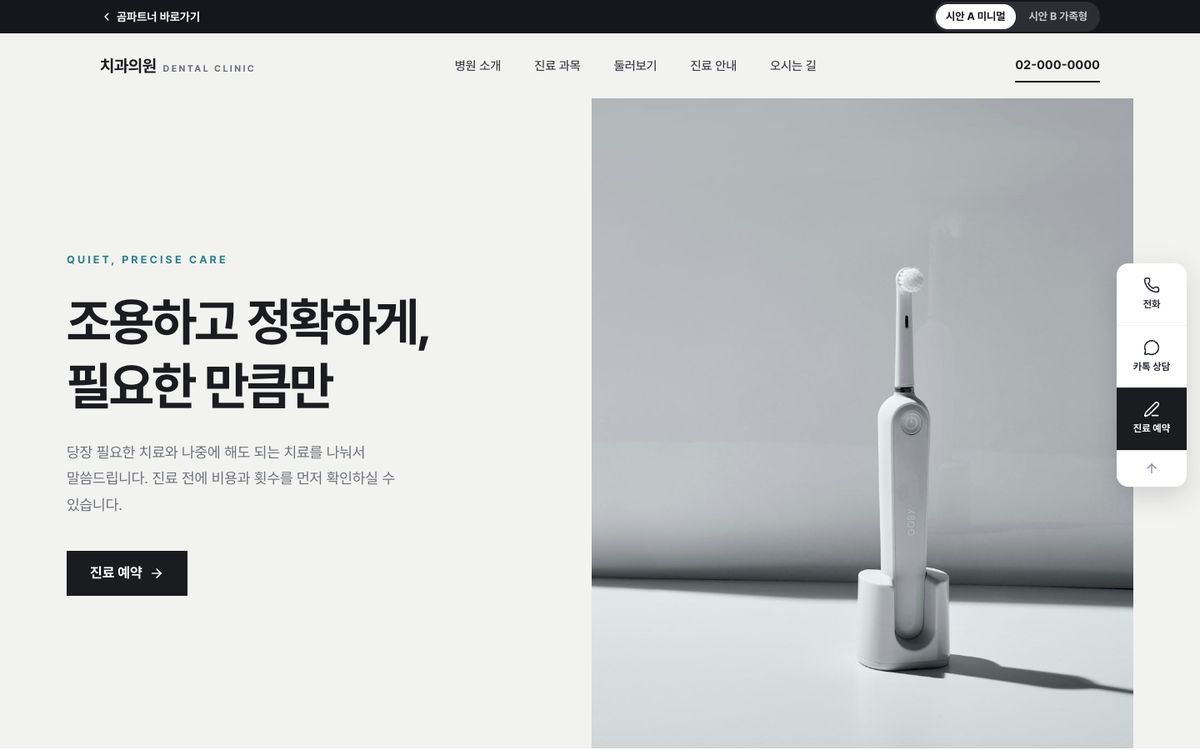 곰파트너 바로가기
시안 A 미니멀
시안 B 가족형
치과의원 DENTAL CLINIC
병원 소개
진료 과목
둘러보기
진료 안내
오시는 길
02-000-0000
QUIET, PRECISE CARE
조용하고 정확하게,
필요한 만큼만
당장 필요한 치료와 나중에 해도 되는 치료를 나눠서
말씀드립니다. 진료 전에 비용과 횟수를 먼저 확인하실 수
있습니다.
진료 예약
GOBY
전화
카톡 상담
진료 예약